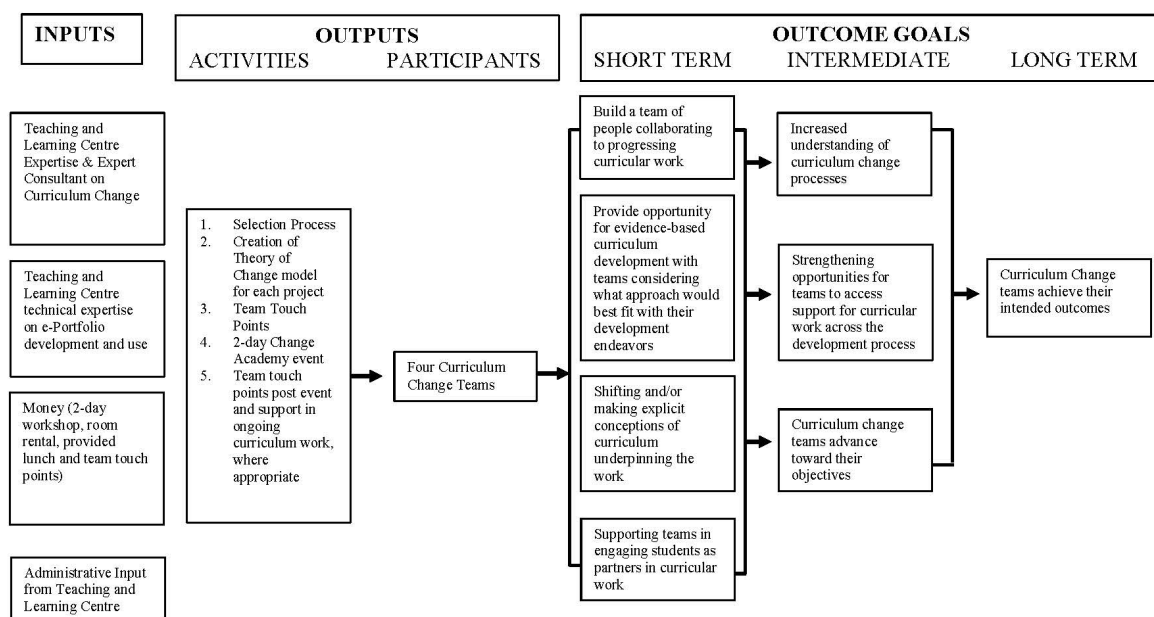 INPUTS
OUTPUTS
ACTIVITIES PARTICIPANTS
OUTCOME GOALS
SHORT TERM INTERMEDIATE LONG TERM
Teaching and
Learning Centre
Expertise & Expert
Consultant on
Curriculum Change
Teaching and
Learning Centre
technical expertise
on e-Portfolio
development and use
Money (2-day
workshop, room
rental, provided
lunch and team touch
points)
Administrative Input
from Teaching and
Learning Centre
1. Selection Process
2. Creation of
Theory of
Change model
for each project
3. Team Touch
Points
4. 2-day Change
Academy event
5. Team touch
points post event
and support in
ongoing
curriculum work,
where
appropriate
Four Curriculum
Change Teams
Build a team of
people collaborating
to progressing
curricular work
Provide opportunity
for evidence-based
curriculum
development with
teams considering
what approach would
best fit with their
development
endeavors
Shifting and/or
making explicit
conceptions of
curriculum
underpinning the
work
Supporting teams in
engaging students as
partners in curricular
work
Increased
understanding of
curriculum change
processes
Strengthening
opportunities for
teams to access
support for curricular
work across the
development process
Curriculum change
teams advance
toward their
objectives
Curriculum Change
teams achieve their
intended outcomes